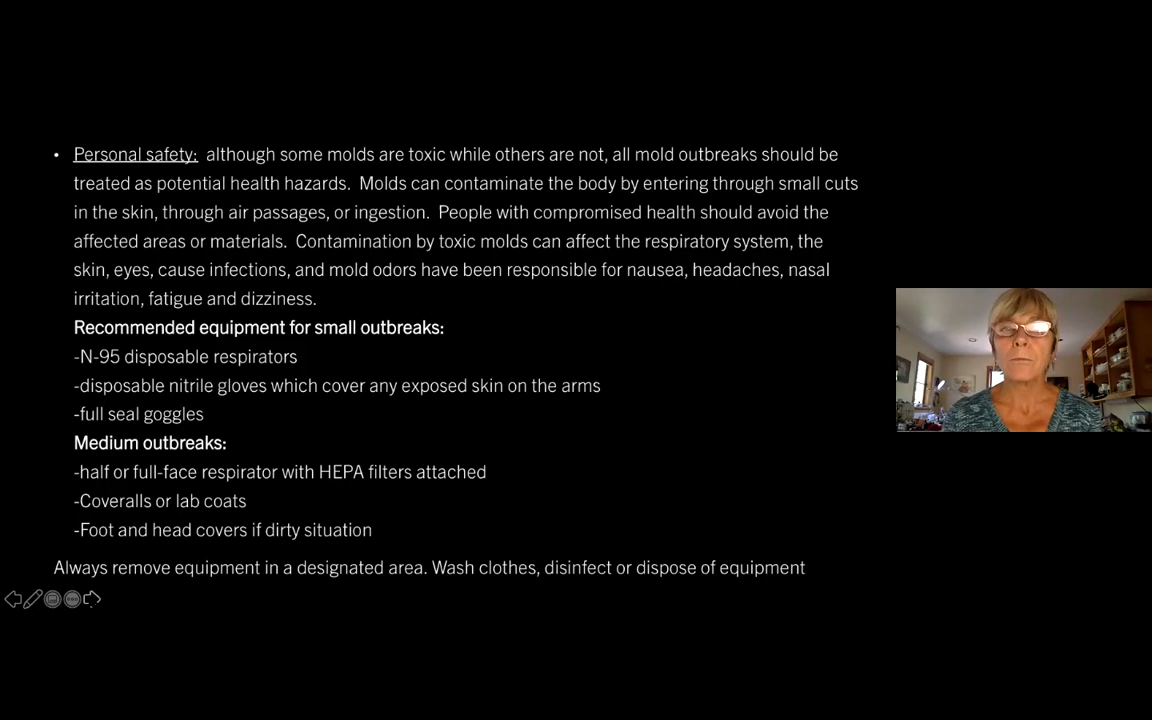 • Personal safety:  although some molds are toxic while others are not, all mold outbreaks should be
treated as potential health hazards.  Molds can contaminate the body by entering through small cuts
in the skin, through air passages, or ingestion.  People with compromised health should avoid the
affected areas or materials.  Contamination by toxic molds can affect the respiratory system, the
skin, eyes, cause infections, and mold odors have been responsible for nausea, headaches, nasal
irritation, fatigue and dizziness.
Recommended equipment for small outbreaks:
-N-95 disposable respirators
-disposable nitrile gloves which cover any exposed skin on the arms
-full seal goggles
Medium outbreaks:
-half or full-face respirator with HEPA filters attached
-Coveralls or lab coats
-Foot and head covers if dirty situation
Always remove equipment in a designated area. Wash clothes, disinfect or dispose of equipment